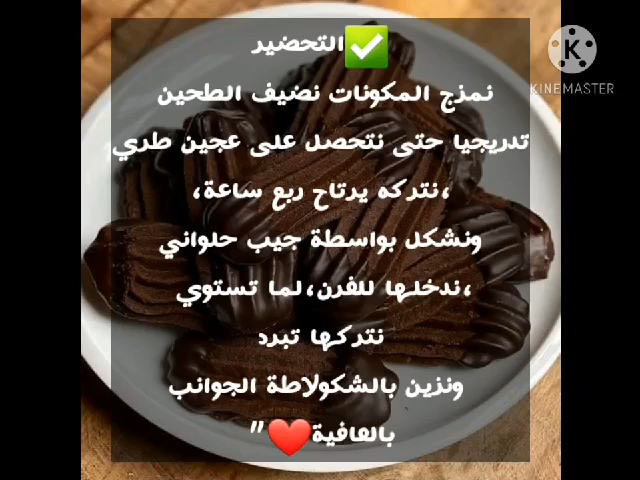 ✅التحضير
نمزج المكونات نضيف الطحين
تدريجيا حتى نتحصل على عجين طري
،نتركه يرتاح ربع ساعة،
ونشكل بواسطة جيب حلواني
،ندخلها للفرن،لما تستوي
نتركها تبرد
ونزين بالشكولاطة الجوانب
بالعافية❤️"
KINEMASTER